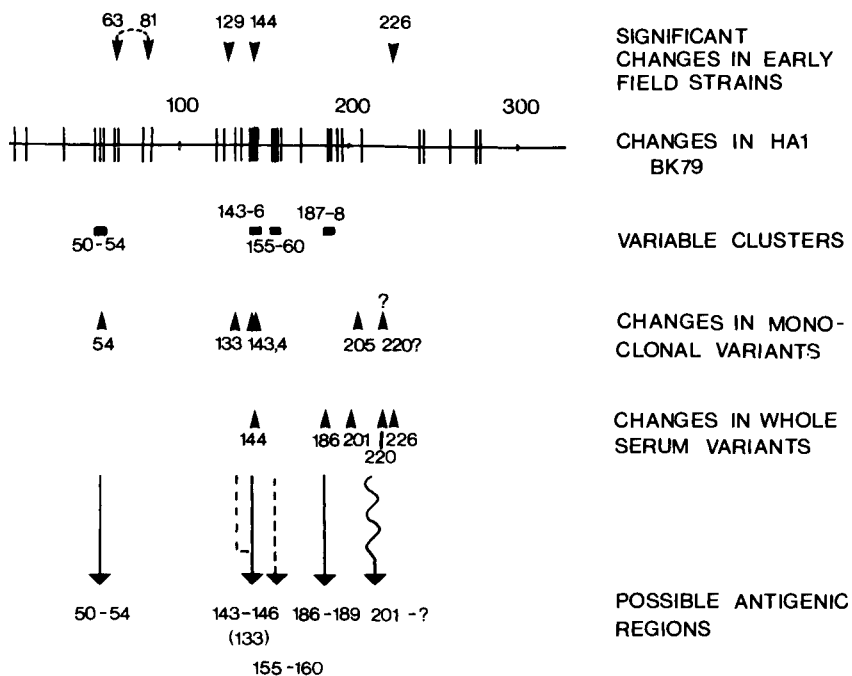 63 81 129 144 226
SIGNIFICANT
CHANGES IN EARLY
FIELD STRAINS
100 200 300
CHANGES IN HA1
BK79
143-6 187-8
50-54 155-60
VARIABLE CLUSTERS
?
54 133 143,4 205 220?
CHANGES IN MONO-
CLONAL VARIANTS
144 186 201 226
220
CHANGES IN WHOLE
SERUM VARIANTS
50-54 143-146 186-189 201-?
(133)
155-160
POSSIBLE ANTIGENIC
REGIONS